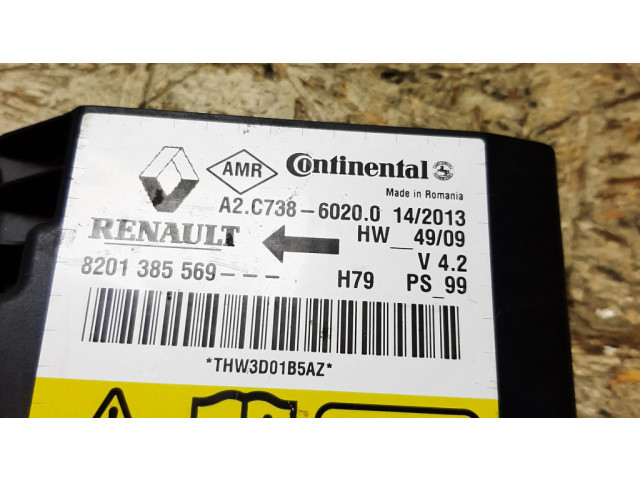 AMR Continental
Made in Romania
A2.C738-6020.0 14/2013
RENAULT HW__49/09
V 4.2
8201 385 569--- H79 PS_99
*THW3D01B5AZ*